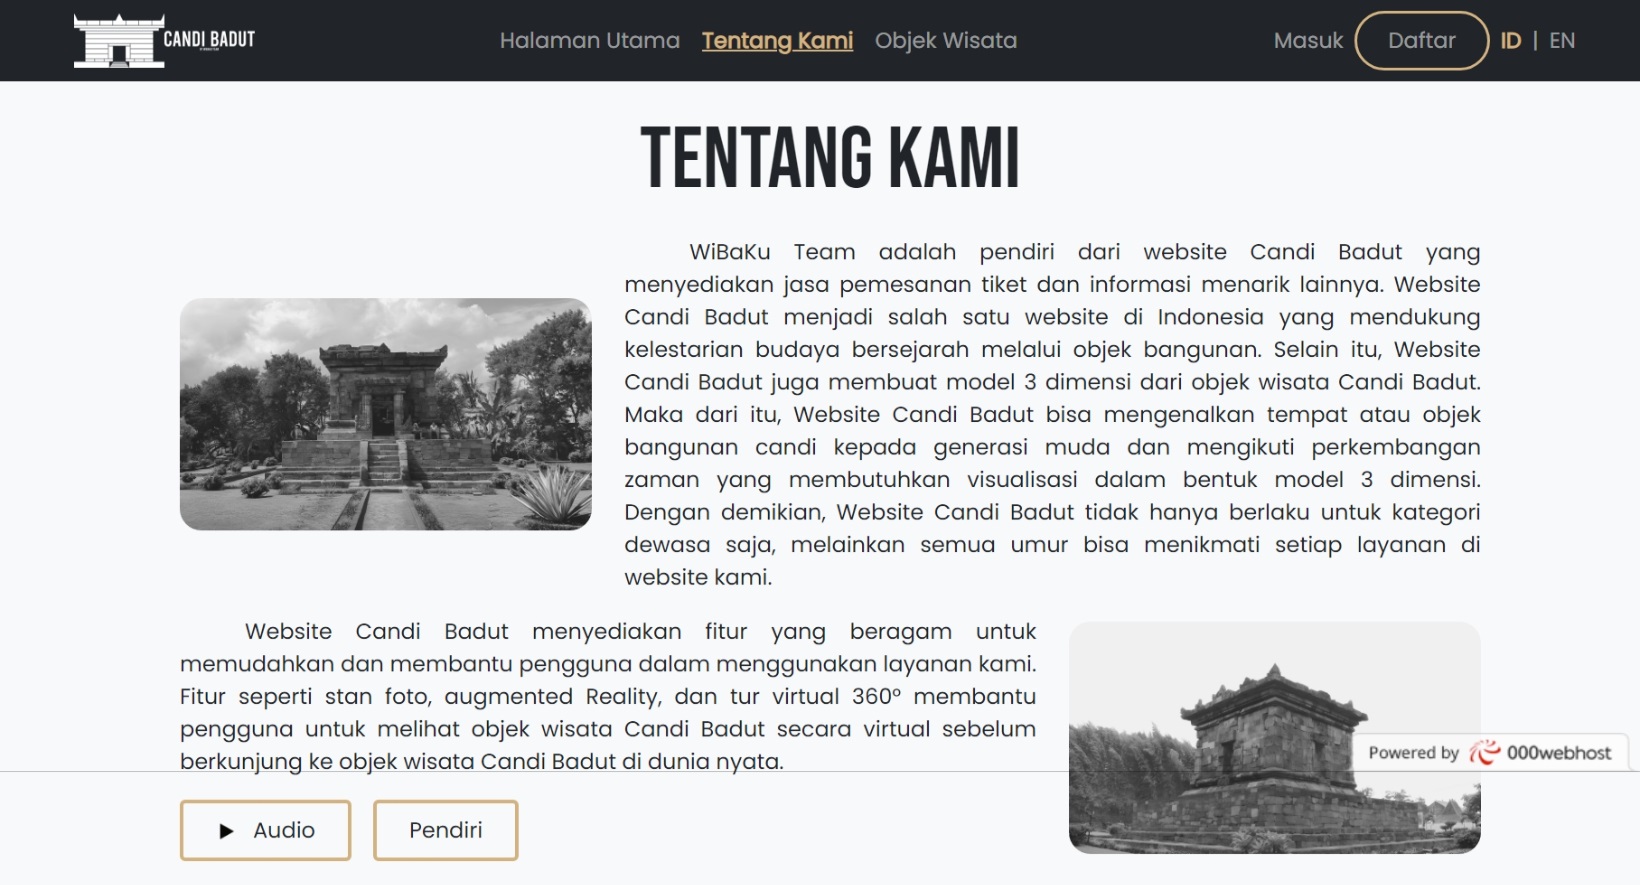 CANDI BADUT
Halaman Utama
Tentang Kami
Objek Wisata
Masuk
Daftar
ID | EN
TENTANG KAMI
WiBaKu Team adalah pendiri dari website Candi Badut yang
menyediakan jasa pemesanan tiket dan informasi menarik lainnya. Website
Candi Badut menjadi salah satu website di Indonesia yang mendukung
kelestarian budaya bersejarah melalui objek bangunan. Selain itu, Website
Candi Badut juga membuat model 3 dimensi dari objek wisata Candi Badut.
Maka dari itu, Website Candi Badut bisa mengenalkan tempat atau objek
bangunan candi kepada generasi muda dan mengikuti perkembangan
zaman yang membutuhkan visualisasi dalam bentuk model 3 dimensi.
Dengan demikian, Website Candi Badut tidak hanya berlaku untuk kategori
dewasa saja, melainkan semua umur bisa menikmati setiap layanan di
website kami.
Website Candi Badut menyediakan fitur yang beragam untuk
memudahkan dan membantu pengguna dalam menggunakan layanan kami.
Fitur seperti stan foto, augmented Reality, dan tur virtual 360° membantu
pengguna untuk melihat objek wisata Candi Badut secara virtual sebelum
berkunjung ke objek wisata Candi Badut di dunia nyata.
Powered by 000webhost
Audio
Pendiri